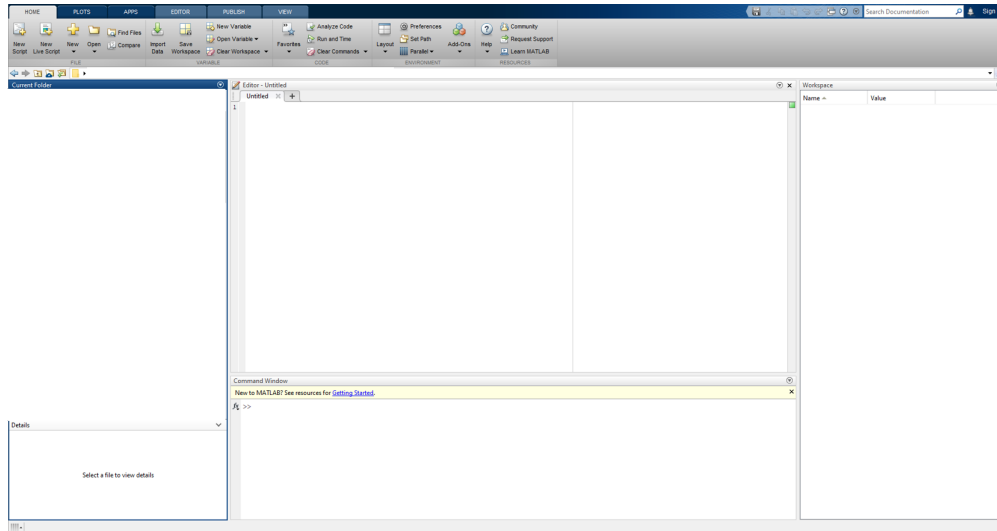 HOME PLOTS APPS EDITOR PUBLISH VIEW Search Documentation Sign
New Script New Live Script New Open Find Files Compare Import Data Save Workspace New Variable Open Variable Clear Workspace Favorites Analyze Code Run and Time Clear Commands Layout Preferences Set Path Parallel Add-Ons Help Community Request Support Learn MATLAB
FILE VARIABLE CODE ENVIRONMENT RESOURCES
Current Folder
Editor - Untitled
Workspace
Untitled
Name Value
1
Command Window
New to MATLAB? See resources for Getting Started.
fx >>
Details
Select a file to view details